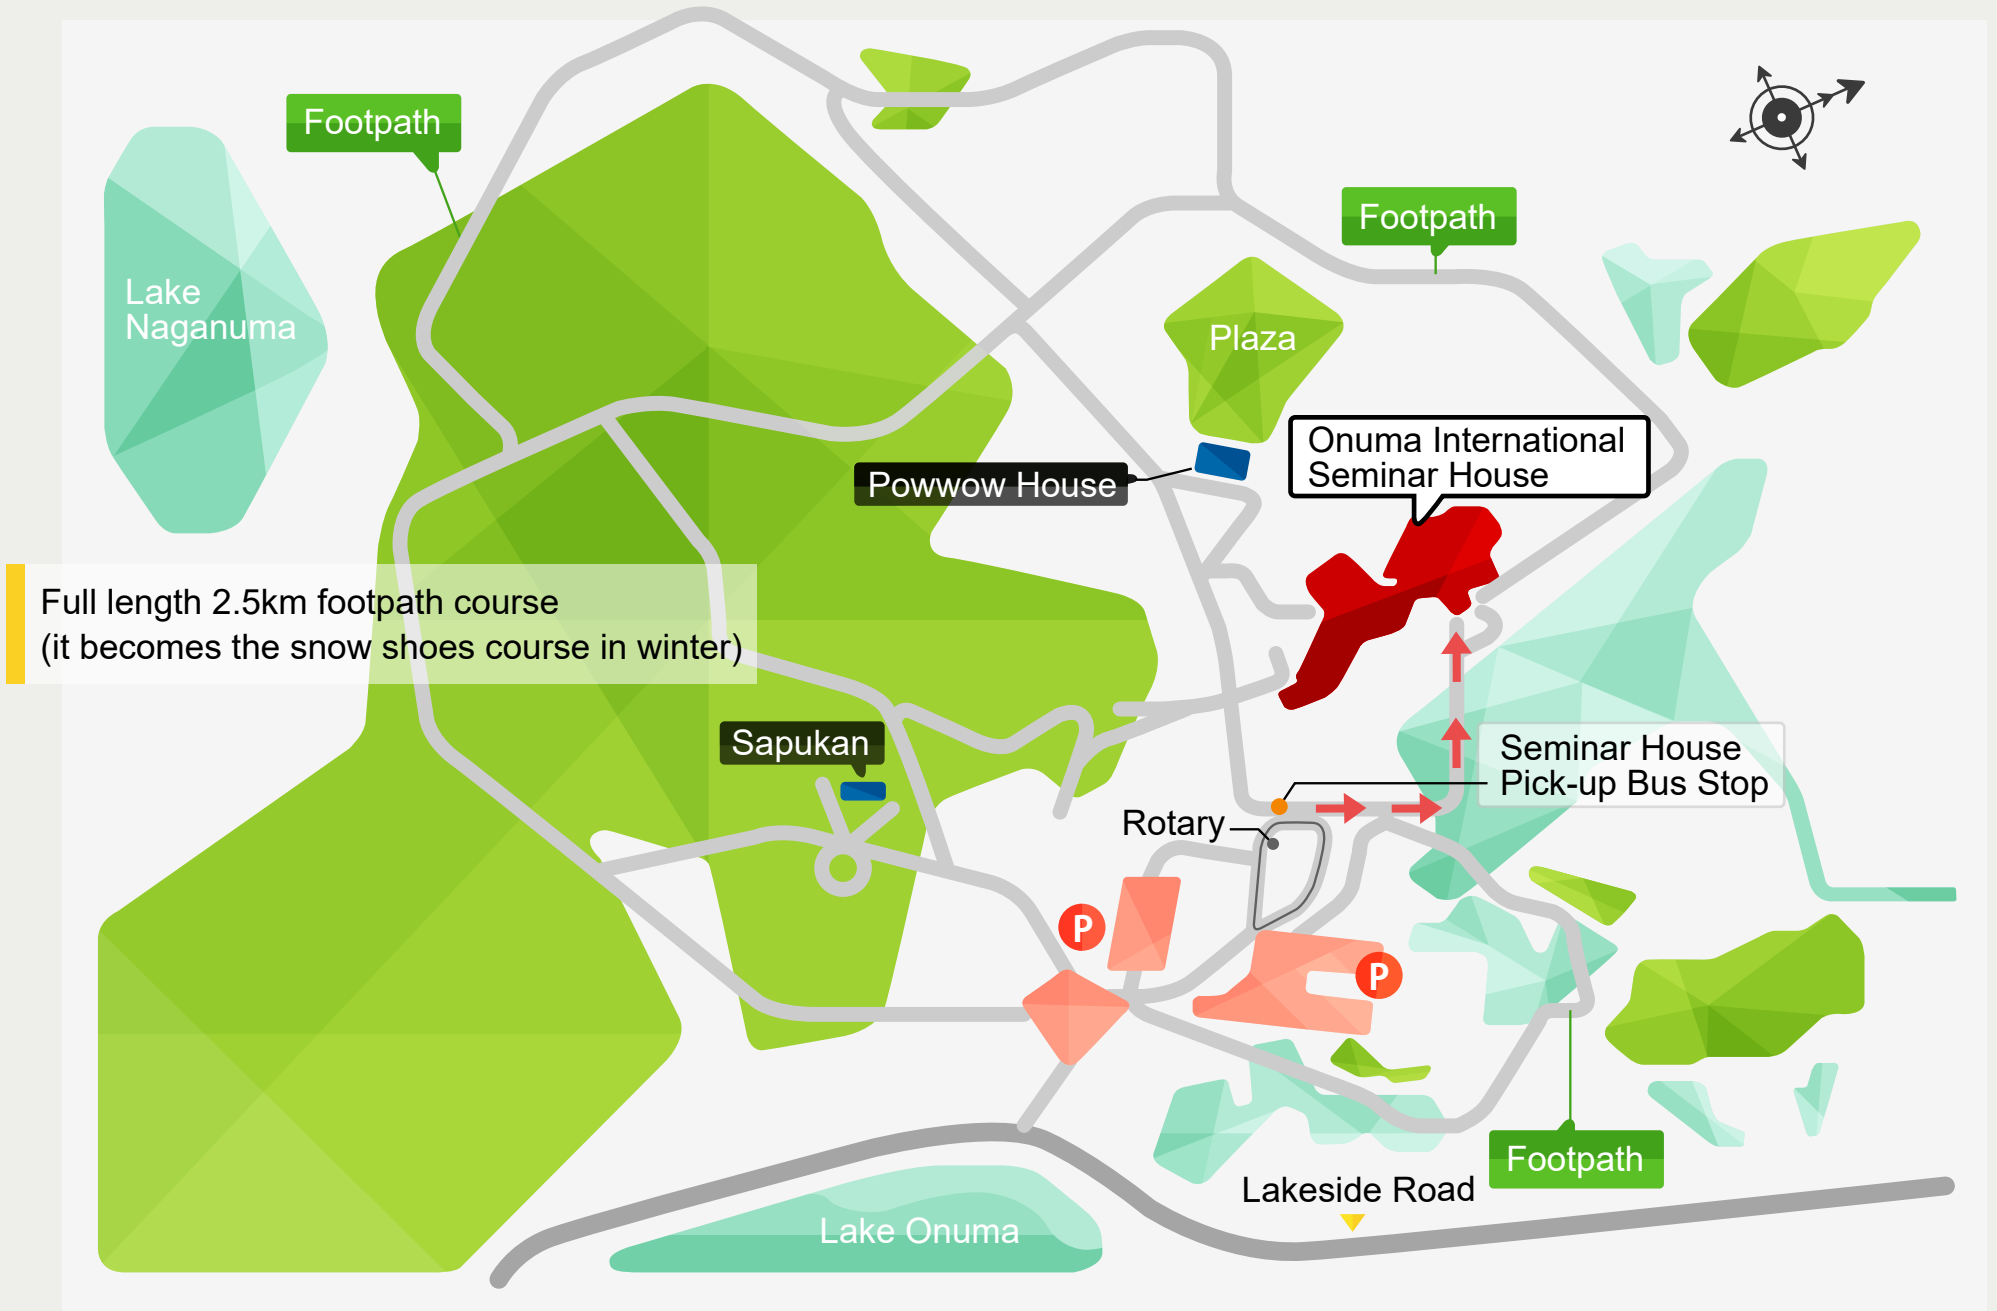 Footpath
Footpath
Lake
Naganuma
Plaza
Onuma International
Seminar House
Powwow House
Full length 2.5km footpath course
(it becomes the snow shoes course in winter)
Sapukan
Seminar House
Pick-up Bus Stop
Rotary
P
P
Footpath
Lakeside Road
Lake Onuma